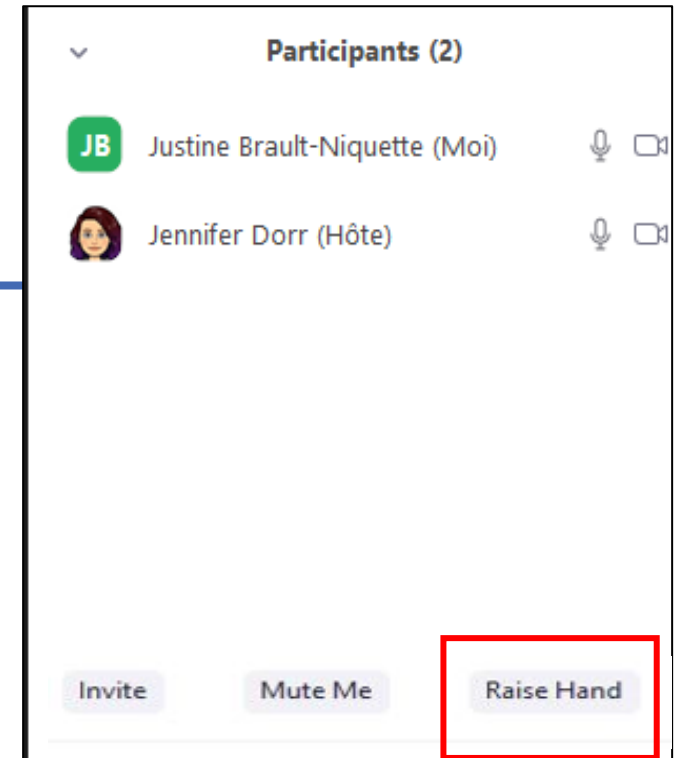 Participants (2)
JB Justine Brault-Niquette (Moi)
Jennifer Dorr (Hôte)
Invite Mute Me Raise Hand